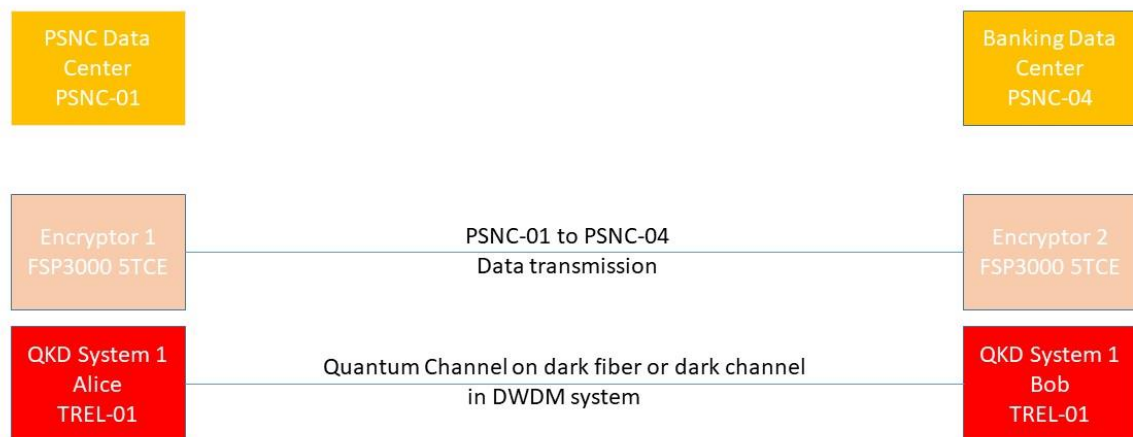 PSNC Data
Center
PSNC-01
Banking Data
Center
PSNC-04
Encryptor 1
FSP3000 5TCE
PSNC-01 to PSNC-04
Data transmission
Encryptor 2
FSP3000 5TCE
QKD System 1
Alice
TREL-01
Quantum Channel on dark fiber or dark channel
in DWDM system
QKD System 1
Bob
TREL-01